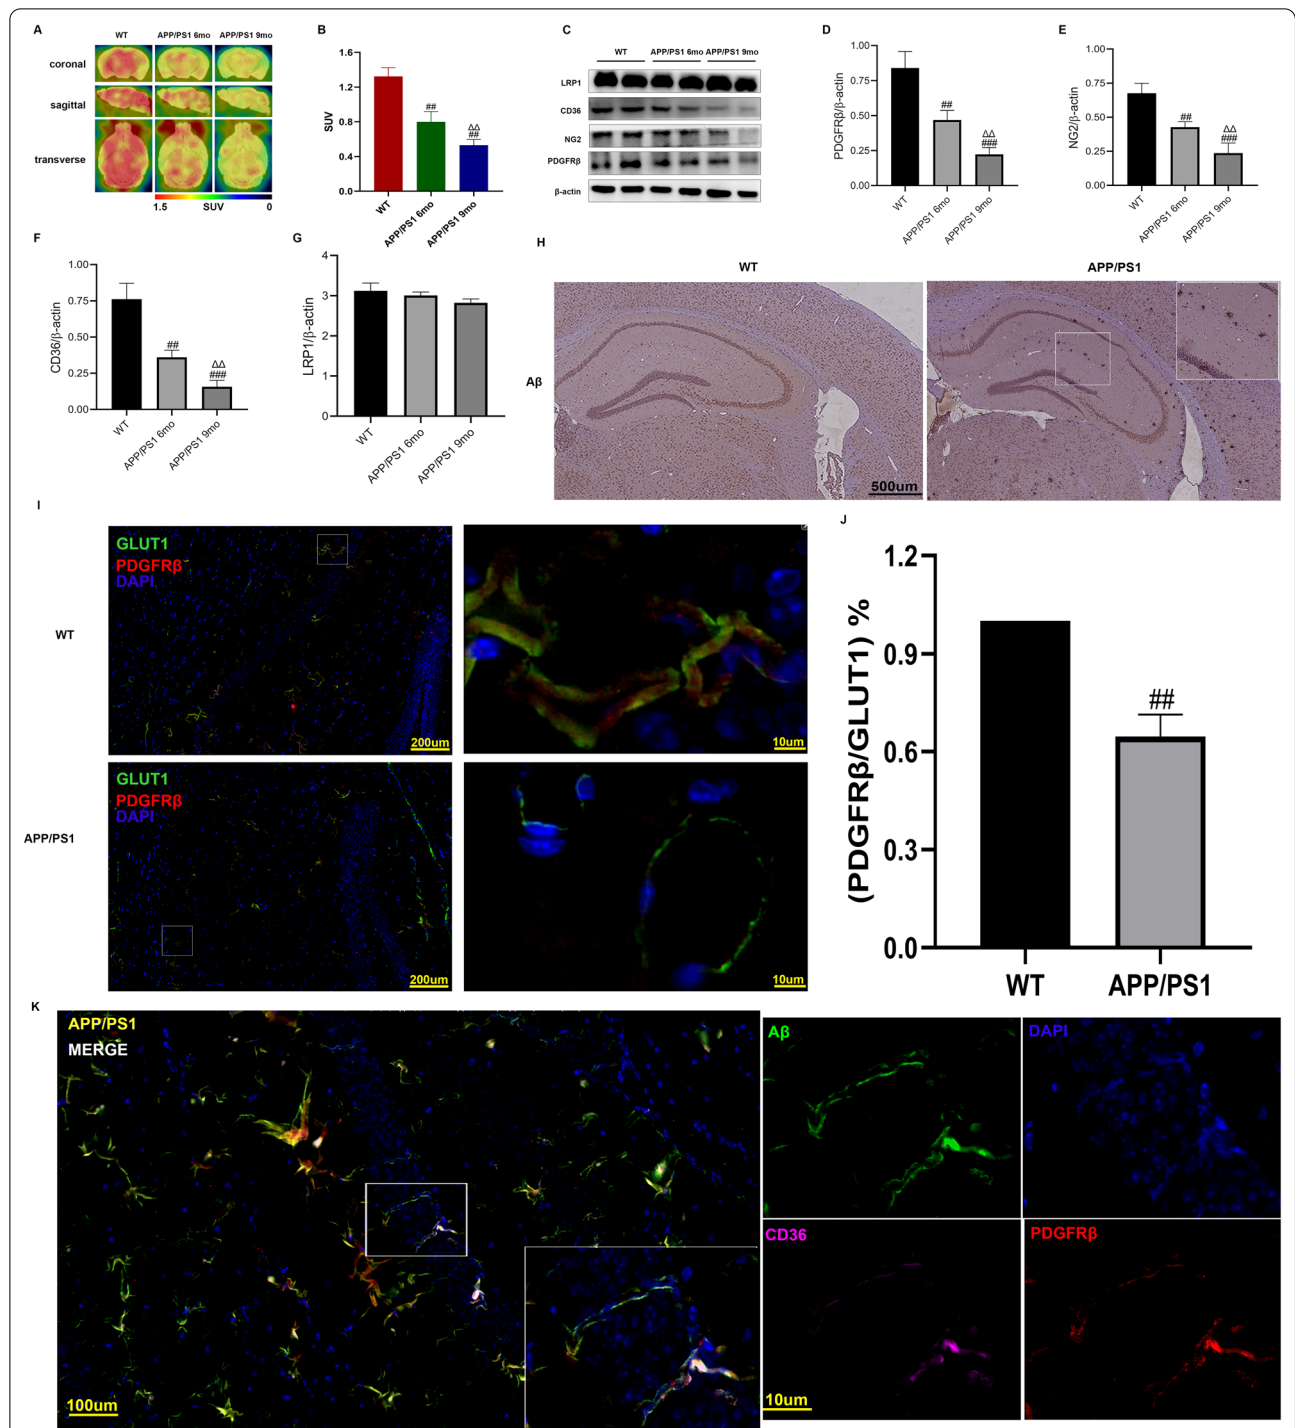 A
WT
APP/PS1 6mo
APP/PS1 9mo
coronal
sagittal
transverse
1.5
SUV
0
B
SUV
1.6
1.2
0.8
0.4
0.0
##
ΔΔ
##
WT
APP/PS1 6mo
APP/PS1 9mo
C
WT
APP/PS1 6mo
APP/PS1 9mo
LRP1
CD36
NG2
PDGFRβ
β-actin
D
PDGFRβ/β-actin
1.00
0.75
0.50
0.25
0.00
##
ΔΔ
###
WT
APP/PS1 6mo
APP/PS1 9mo
E
NG2/β-actin
1.00
0.75
0.50
0.25
0.00
##
ΔΔ
###
WT
APP/PS1 6mo
APP/PS1 9mo
F
CD36/β-actin
1.00
0.75
0.50
0.25
0.00
##
ΔΔ
###
WT
APP/PS1 6mo
APP/PS1 9mo
G
LRP1/β-actin
4
3
2
1
0
WT
APP/PS1 6mo
APP/PS1 9mo
H
WT
APP/PS1
Aβ
500um
I
WT
GLUT1
PDGFRβ
DAPI
200um
10um
APP/PS1
GLUT1
PDGFRβ
DAPI
200um
10um
J
(PDGFRβ/GLUT1) %
1.2
0.9
0.6
0.3
0.0
##
WT
APP/PS1
K
APP/PS1
MERGE
100um
Aβ
DAPI
CD36
10um
PDGFRβ